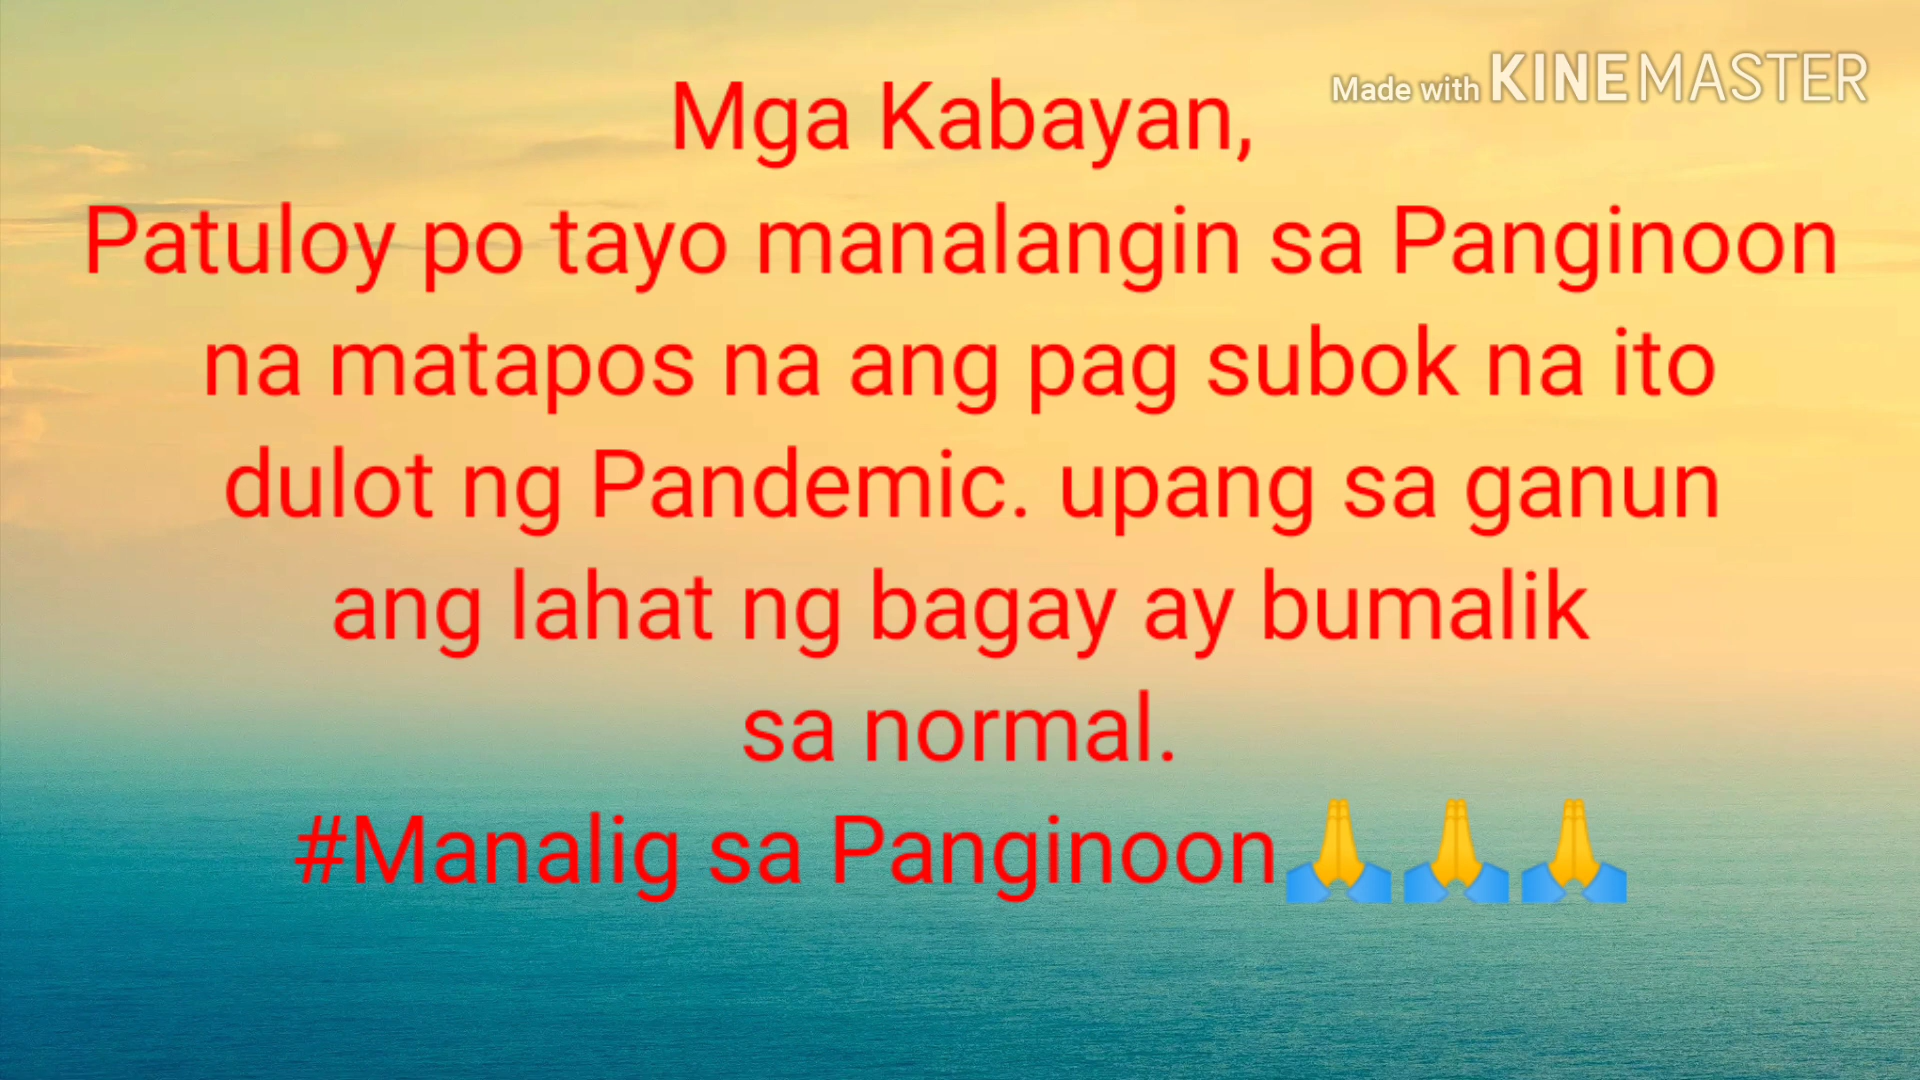 Made with KINEMASTER
Mga Kabayan,
Patuloy po tayo manalangin sa Panginoon
na matapos na ang pag subok na ito
dulot ng Pandemic. upang sa ganun
ang lahat ng bagay ay bumalik
sa normal.
#Manalig sa Panginoon🙏🙏🙏